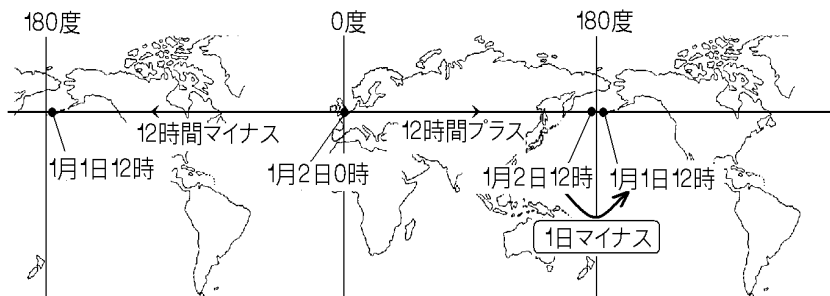 180度
0度
180度
12時間マイナス
12時間プラス
1月1日12時
1月2日0時
1月2日12時
1月1日12時
1日マイナス